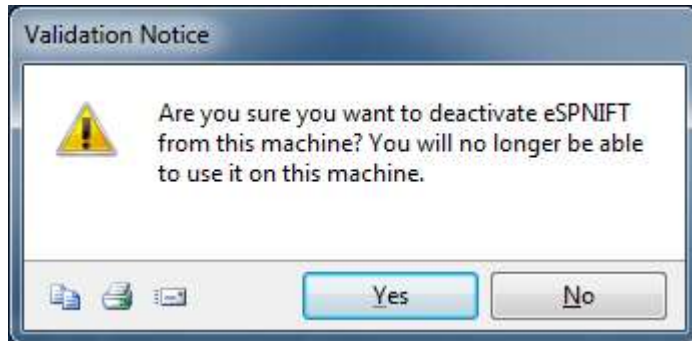 Validation Notice
Are you sure you want to deactivate eSPNIFT
from this machine? You will no longer be able
to use it on this machine.
Yes
No